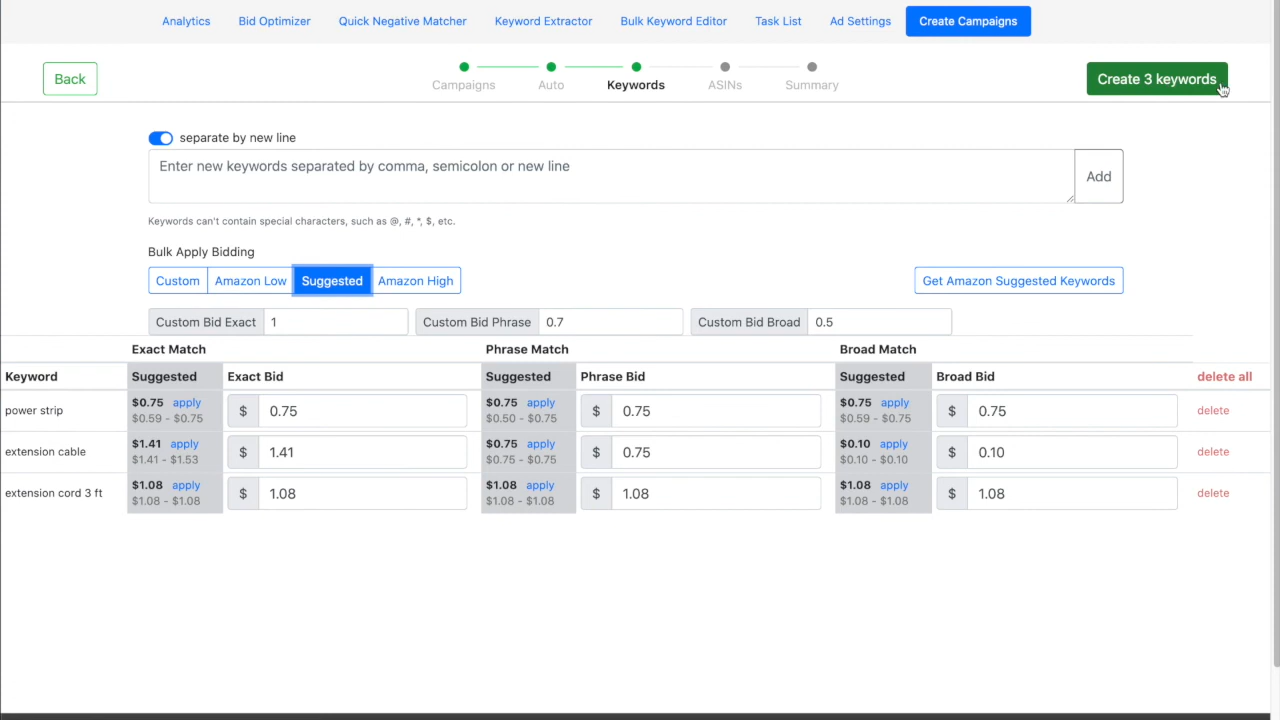 Analytics Bid Optimizer Quick Negative Matcher Keyword Extractor Bulk Keyword Editor Task List Ad Settings Create Campaigns
Back
Campaigns Auto Keywords ASINs Summary
Create 3 keywords
separate by new line
Enter new keywords separated by comma, semicolon or new line
Add
Keywords can't contain special characters, such as @, #, *, $, etc.
Bulk Apply Bidding
Custom Amazon Low Suggested Amazon High Get Amazon Suggested Keywords
Custom Bid Exact 1 Custom Bid Phrase 0.7 Custom Bid Broad 0.5
Exact Match Phrase Match Broad Match
Keyword Suggested Exact Bid Suggested Phrase Bid Suggested Broad Bid delete all
power strip $0.75 apply $ 0.75 $0.75 apply $ 0.75 $0.75 apply $ 0.75 delete
$0.59 - $0.75 $0.50 - $0.75 $0.59 - $0.75
extension cable $1.41 apply $ 1.41 $0.75 apply $ 0.75 $0.10 apply $ 0.10 delete
$1.41 - $1.53 $0.75 - $0.75 $0.10 - $0.10
extension cord 3 ft $1.08 apply $ 1.08 $1.08 apply $ 1.08 $1.08 apply $ 1.08 delete
$1.08 - $1.08 $1.08 - $1.08 $1.08 - $1.08